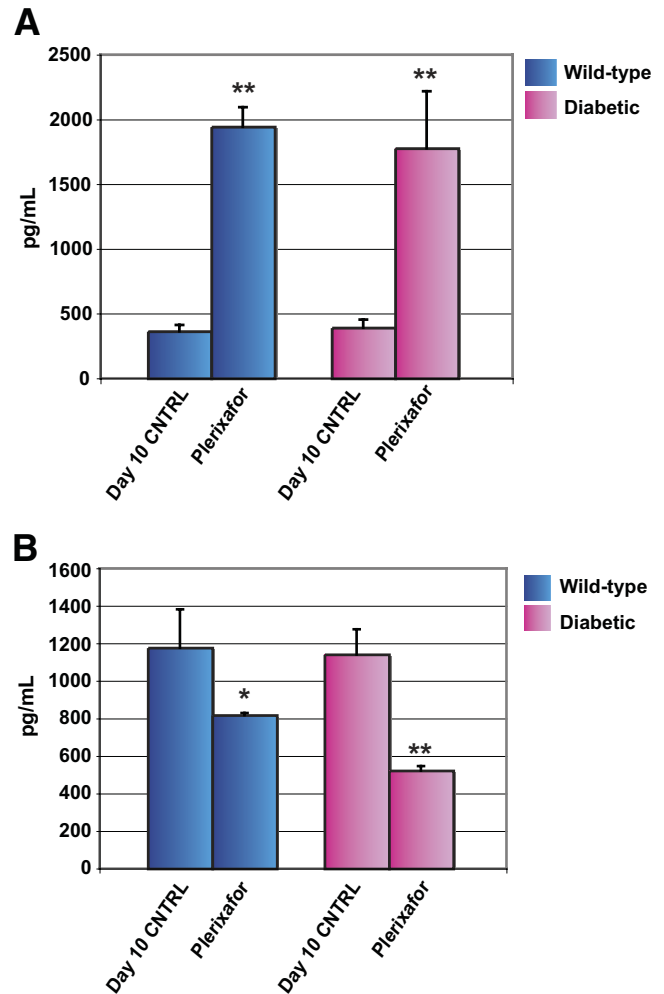 A
2500
2000
1500
1000
500
0
pg/mL
**
**
Wild-type
Diabetic
Day 10 CNTRL
Plerixafor
Day 10 CNTRL
Plerixafor
B
1600
1400
1200
1000
800
600
400
200
0
pg/mL
*
**
Wild-type
Diabetic
Day 10 CNTRL
Plerixafor
Day 10 CNTRL
Plerixafor